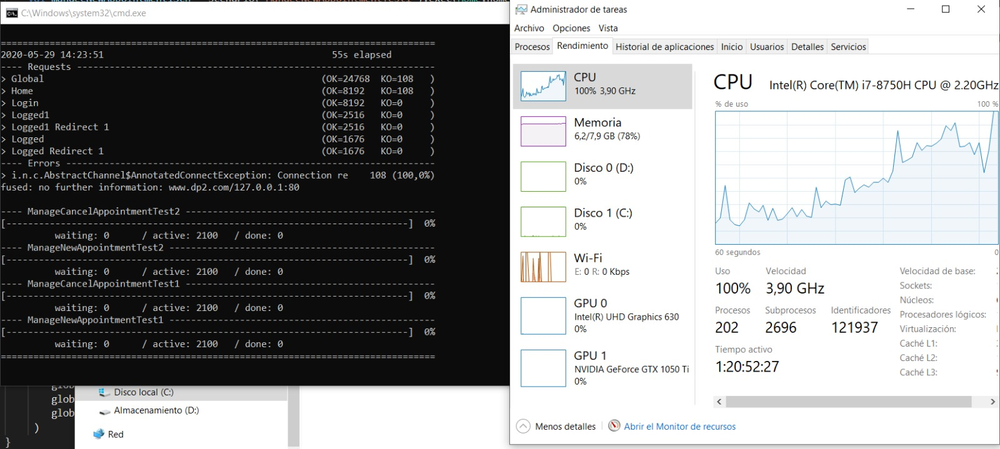 C:\Windows\system32\cmd.exe
================================================================================
2020-05-29 14:23:51 55s elapsed
---- Requests ------------------------------------------------------------------
> Global (OK=24768 KO=108 )
> Home (OK=8192 KO=108 )
> Login (OK=8192 KO=0 )
> Logged1 (OK=2516 KO=0 )
> Logged1 Redirect 1 (OK=2516 KO=0 )
> Logged (OK=1676 KO=0 )
> Logged Redirect 1 (OK=1676 KO=0 )
---- Errors --------------------------------------------------------------------
> i.n.c.AbstractChannel$AnnotatedConnectException: Connection re 108 (100,0%)
fused: no further information: www.dp2.com/127.0.0.1:80
---- ManageCancelAppointmentTest2 ----------------------------------------------
[--------------------------------------------------------------------------] 0%
waiting: 0 / active: 2100 / done: 0
---- ManageNewAppointmentTest2 -------------------------------------------------
[--------------------------------------------------------------------------] 0%
waiting: 0 / active: 2100 / done: 0
---- ManageCancelAppointmentTest1 ----------------------------------------------
[--------------------------------------------------------------------------] 0%
waiting: 0 / active: 2100 / done: 0
---- ManageNewAppointmentTest1 -------------------------------------------------
[--------------------------------------------------------------------------] 0%
waiting: 0 / active: 2100 / done: 0
================================================================================
glob
glob
)
}
Disco local (C:)
Almacenamiento (D:)
Red
Administrador de tareas
Archivo Opciones Vista
Procesos Rendimiento Historial de aplicaciones Inicio Usuarios Detalles Servicios
CPU
100% 3,90 GHz
Memoria
6,2/7,9 GB (78%)
Disco 0 (D:)
0%
Disco 1 (C:)
0%
Wi-Fi
E: 0 R: 0 Kbps
GPU 0
Intel(R) UHD Graphics 630
0%
GPU 1
NVIDIA GeForce GTX 1050 Ti
0%
CPU Intel(R) Core(TM) i7-8750H CPU @ 2.20GHz
% de uso 100 %
60 segundos 0
Uso Velocidad
100% 3,90 GHz
Procesos Subprocesos Identificadores
202 2696 121937
Tiempo activo
1:20:52:27
Velocidad de base:
Sockets:
Núcleos:
Procesadores lógicos:
Virtualización:
Caché L1:
Caché L2:
Caché L3:
Menos detalles Abrir el Monitor de recursos